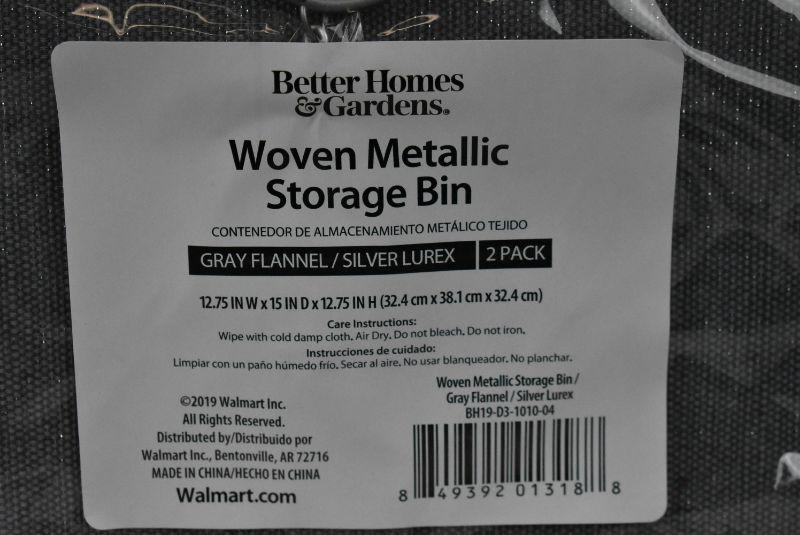 Better Homes
& Gardens®
Woven Metallic
Storage Bin
CONTENEDOR DE ALMACENAMIENTO METÁLICO TEJIDO
GRAY FLANNEL / SILVER LUREX 2 PACK
12.75 IN W x 15 IN D x 12.75 IN H (32.4 cm x 38.1 cm x 32.4 cm)
Care Instructions:
Wipe with cold damp cloth. Air Dry. Do not bleach. Do not iron.
Instrucciones de cuidado:
Limpiar con un paño húmedo frío. Secar al aire. No usar blanqueador. No planchar.
©2019 Walmart Inc.
All Rights Reserved.
Distributed by/Distribuido por
Walmart Inc., Bentonville, AR 72716
MADE IN CHINA/HECHO EN CHINA
Walmart.com
Woven Metallic Storage Bin /
Gray Flannel / Silver Lurex
BH19-D3-1010-04
8 49392 01318 8